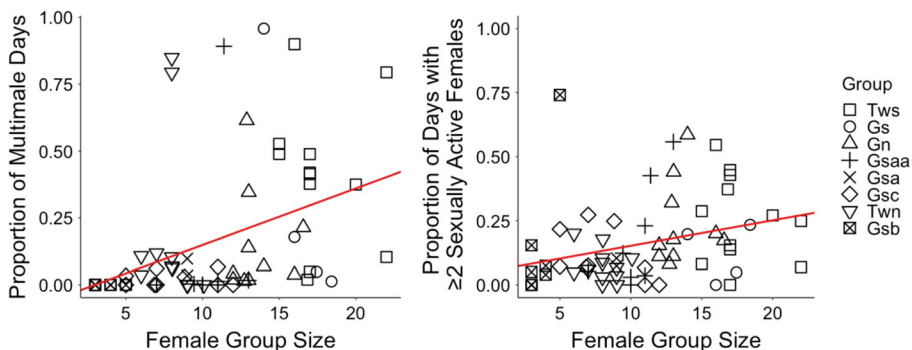 Proportion of Multimale Days
1.00
0.75
0.50
0.25
0.00
5 10 15 20
Female Group Size
Proportion of Days with
≥2 Sexually Active Females
1.00
0.75
0.50
0.25
0.00
5 10 15 20
Female Group Size
Group
Tws
Gs
Gn
Gsaa
Gsa
Gsc
Twn
Gsb